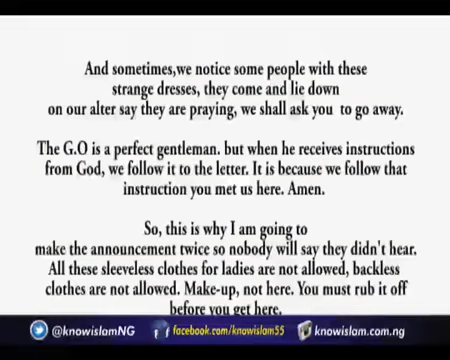 And sometimes,we notice some people with these
strange dresses, they come and lie down
on our alter say they are praying, we shall ask you to go away.
The G.O is a perfect gentleman. but when he receives instructions
from God, we follow it to the letter. It is because we follow that
instruction you met us here. Amen.
So, this is why I am going to
make the announcement twice so nobody will say they didn't hear.
All these sleeveless clothes for ladies are not allowed, backless
clothes are not allowed. Make-up, not here. You must rub it off
before you get here.
@knowislamNG facebook.com/knowislam55 knowislam.com.ng